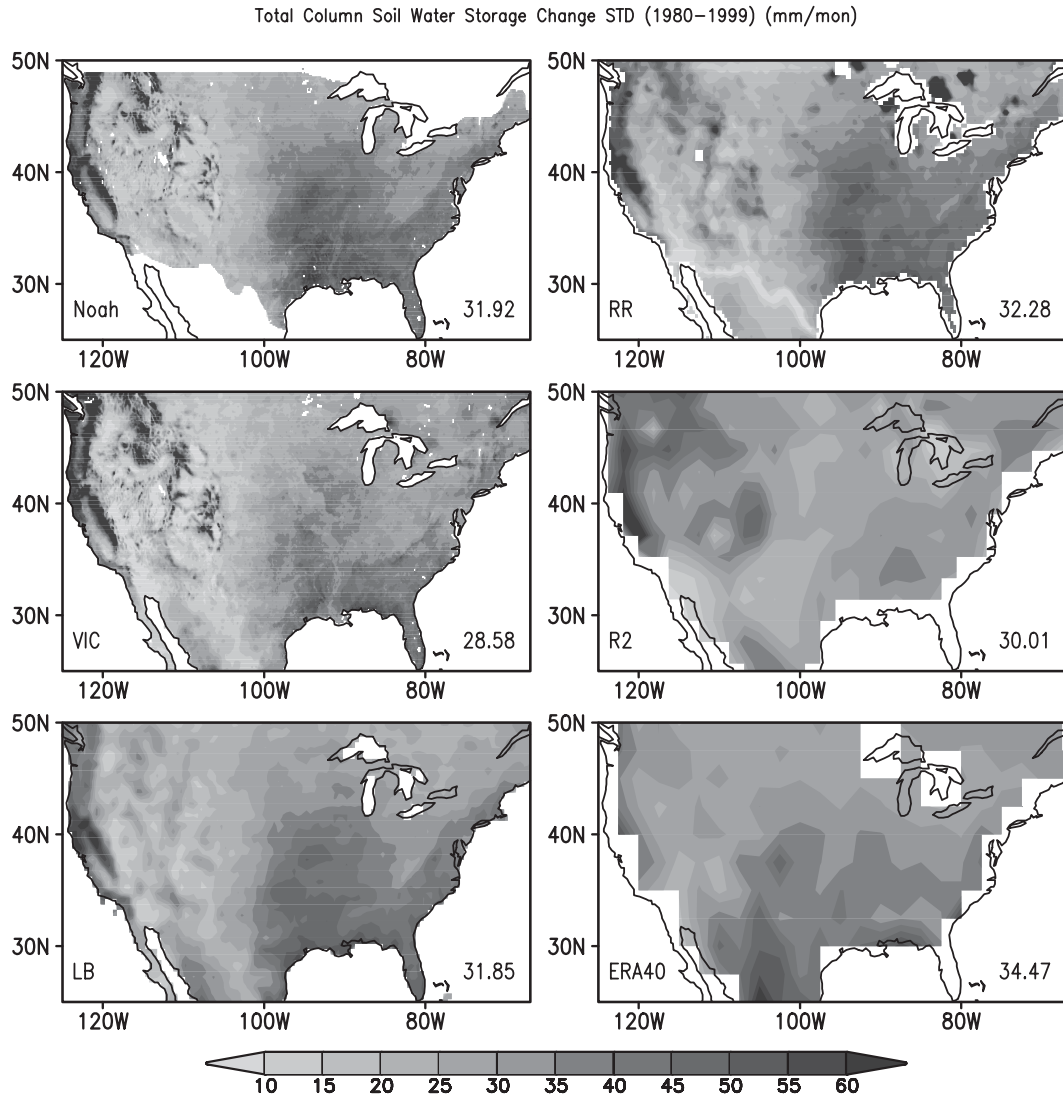 Total Column Soil Water Storage Change STD (1980-1999) (mm/mon)
50N
40N
30N
Noah
31.92
120W 100W 80W
50N
40N
30N
RR
32.28
120W 100W 80W
50N
40N
30N
VIC
28.58
120W 100W 80W
50N
40N
30N
R2
30.01
120W 100W 80W
50N
40N
30N
LB
31.85
120W 100W 80W
50N
40N
30N
ERA40
34.47
120W 100W 80W
10 15 20 25 30 35 40 45 50 55 60